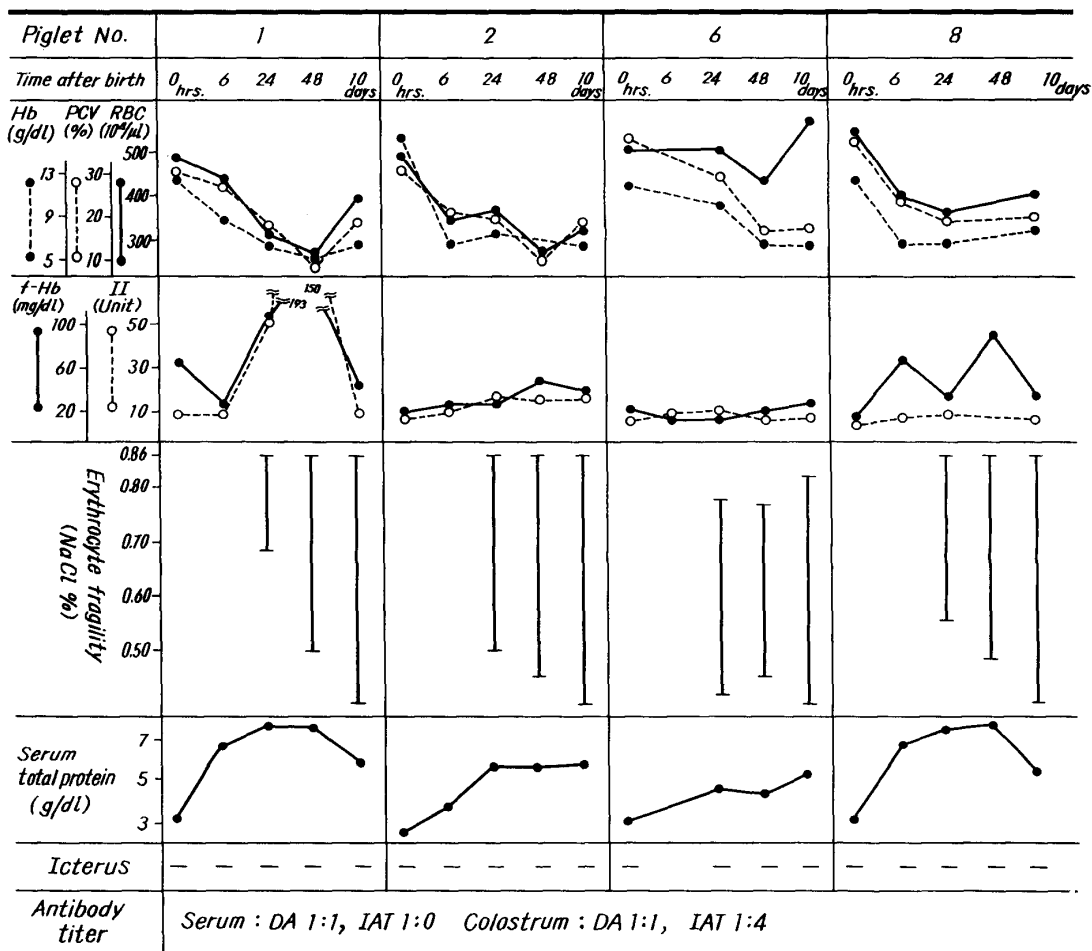 Piglet No. 1 2 6 8
Time after birth 0 hrs. 6 24 48 10 days 0 hrs. 6 24 48 10 days 0 hrs. 6 24 48 10 days 0 hrs. 6 24 48 10 days
Hb PCV RBC
(g/dl) (%) (10⁴/µl)
500
13 30
400
9 20
300
5 10
f-Hb II
(mg/dl) (Unit)
150
193
100 50
60 30
20 10
Erythrocyte fragility
(NaCl %)
0.86
0.80
0.70
0.60
0.50
Serum
total protein
(g/dl)
7
5
3
Icterus — — — — — — — — — — — — — — — — — — —
Antibody
titer
Serum : DA 1:1, IAT 1:0 Colostrum : DA 1:1, IAT 1:4